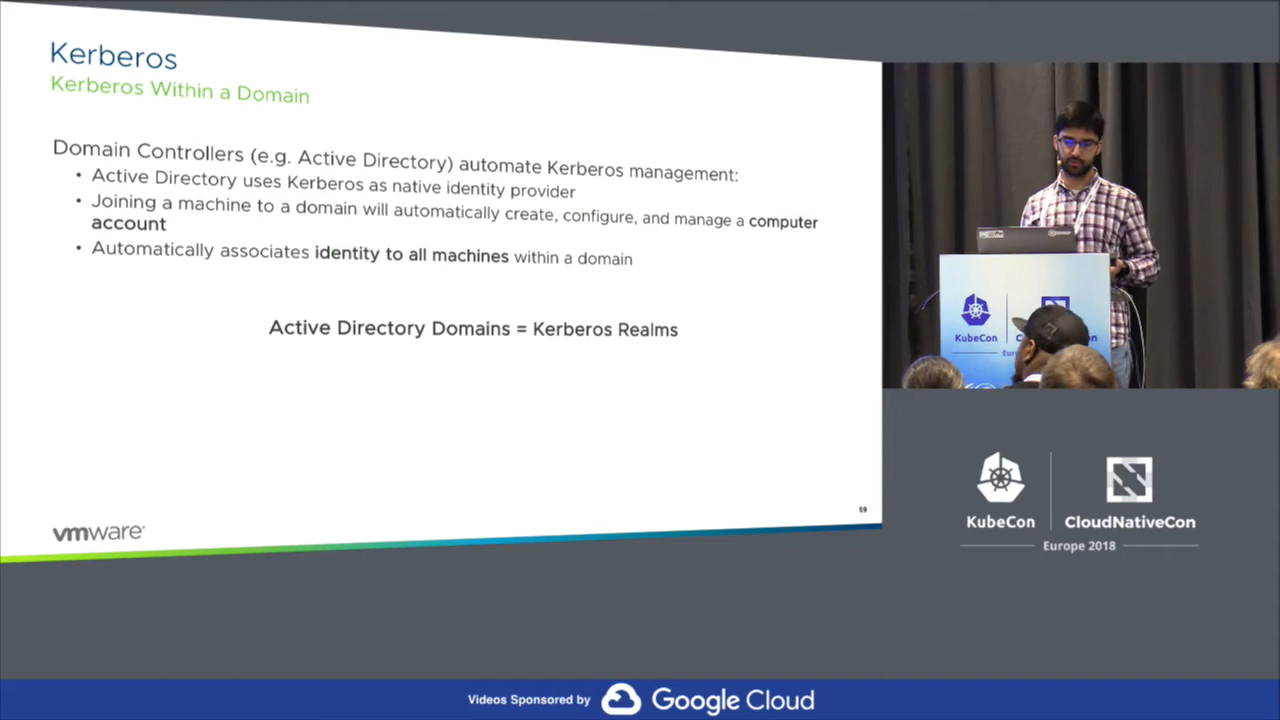 Kerberos
Kerberos Within a Domain
Domain Controllers (e.g. Active Directory) automate Kerberos management:
• Active Directory uses Kerberos as native identity provider
• Joining a machine to a domain will automatically create, configure, and manage a computer
account
• Automatically associates identity to all machines within a domain
Active Directory Domains = Kerberos Realms
59
vmware
KubeCon
KubeCon
CloudNativeCon
Europe 2018
Videos Sponsored by Google Cloud